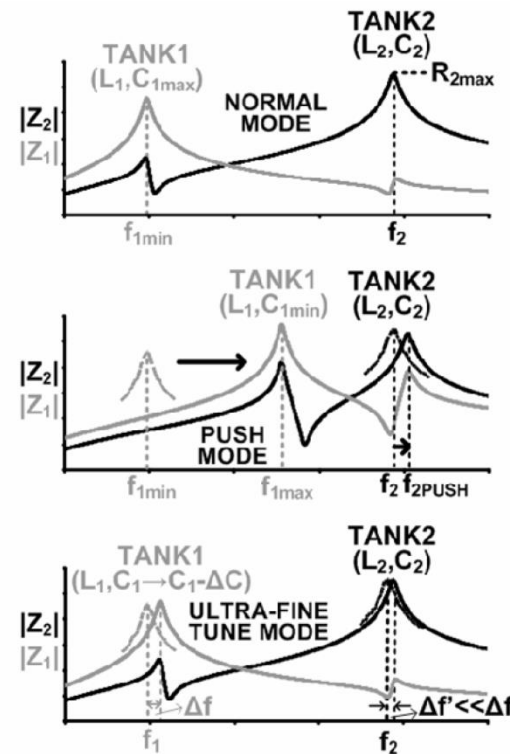 TANK1
(L1,C1max)
TANK2
(L2,C2)
R2max
NORMAL
MODE
|Z2|
|Z1|
f1min
f2
TANK1
(L1,C1min)
TANK2
(L2,C2)
|Z2|
|Z1|
PUSH
MODE
f1min
f1max
f2
f2PUSH
TANK1
(L1,C1→C1-ΔC)
TANK2
(L2,C2)
ULTRA-FINE
TUNE MODE
|Z2|
|Z1|
Δf
Δf'<<Δf
f1
f2